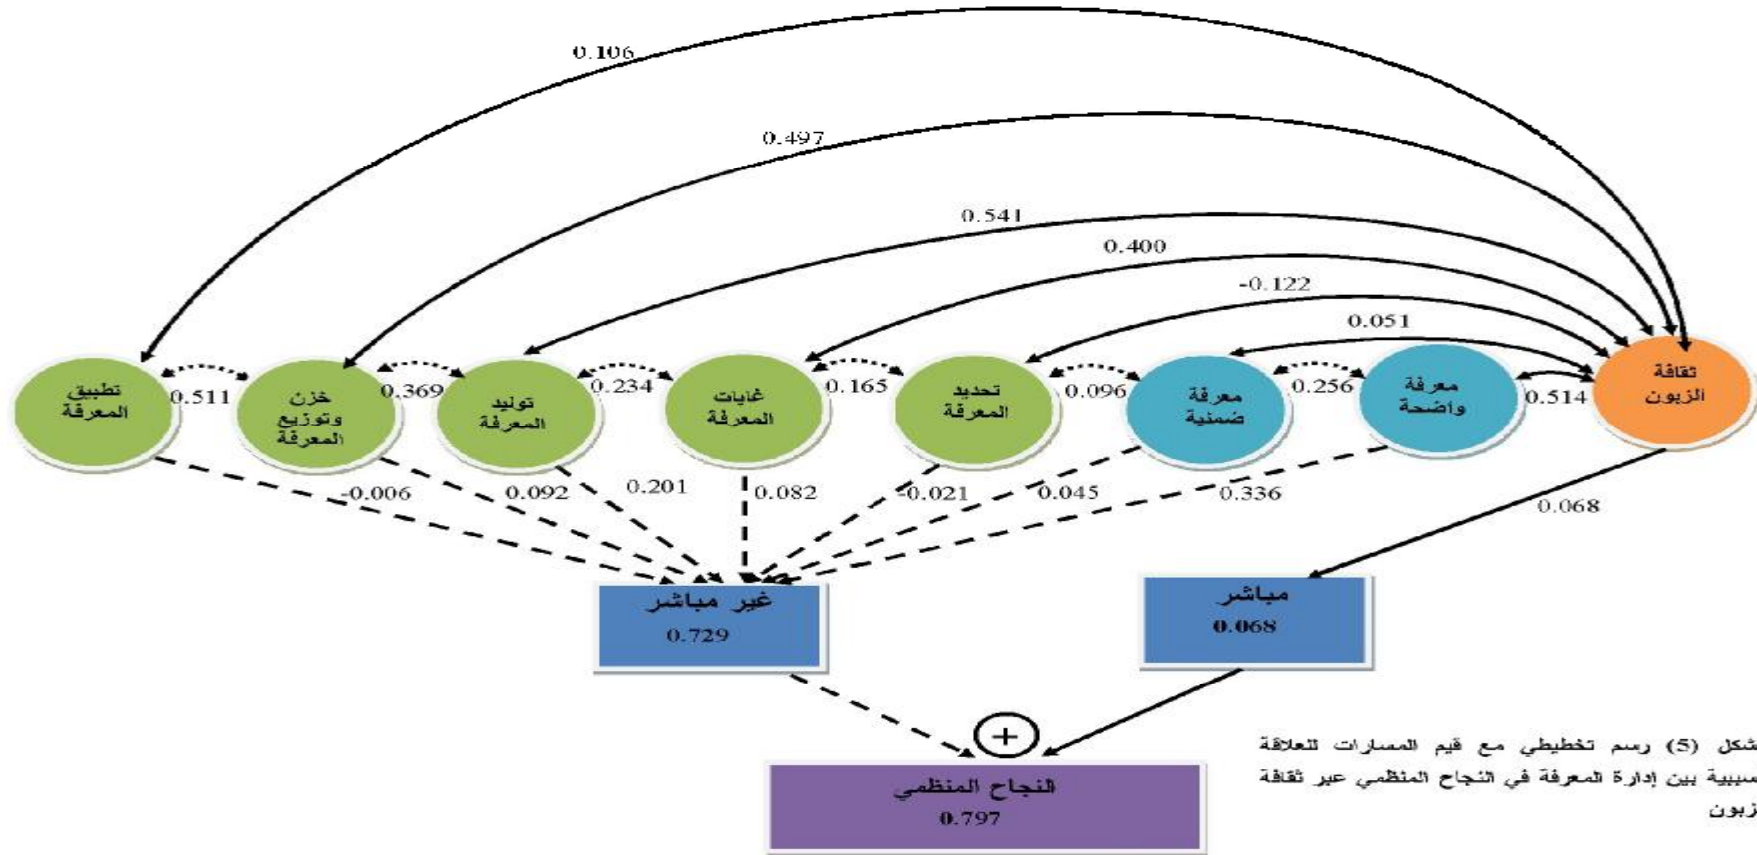 0.106
0.497
0.541
0.400
-0.122
0.051
ثقافة
الزبون
معرفة
واضحة
معرفة
ضمنية
تحديد
المعرفة
غايات
المعرفة
توليد
المعرفة
خزن
وتوزيع
المعرفة
تطبيق
المعرفة
0.514
0.256
0.096
0.165
0.234
0.369
0.511
0.068
0.336
0.045
-0.021
0.082
0.201
0.092
-0.006
مباشر
0.068
غير مباشر
0.729
+
النجاح المنظمي
0.797
شكل (5) رسم تخطيطي مع قيم المسارات للعلاقة
سببية بين إدارة المعرفة في النجاح المنظمي عبر ثقافة
زبون